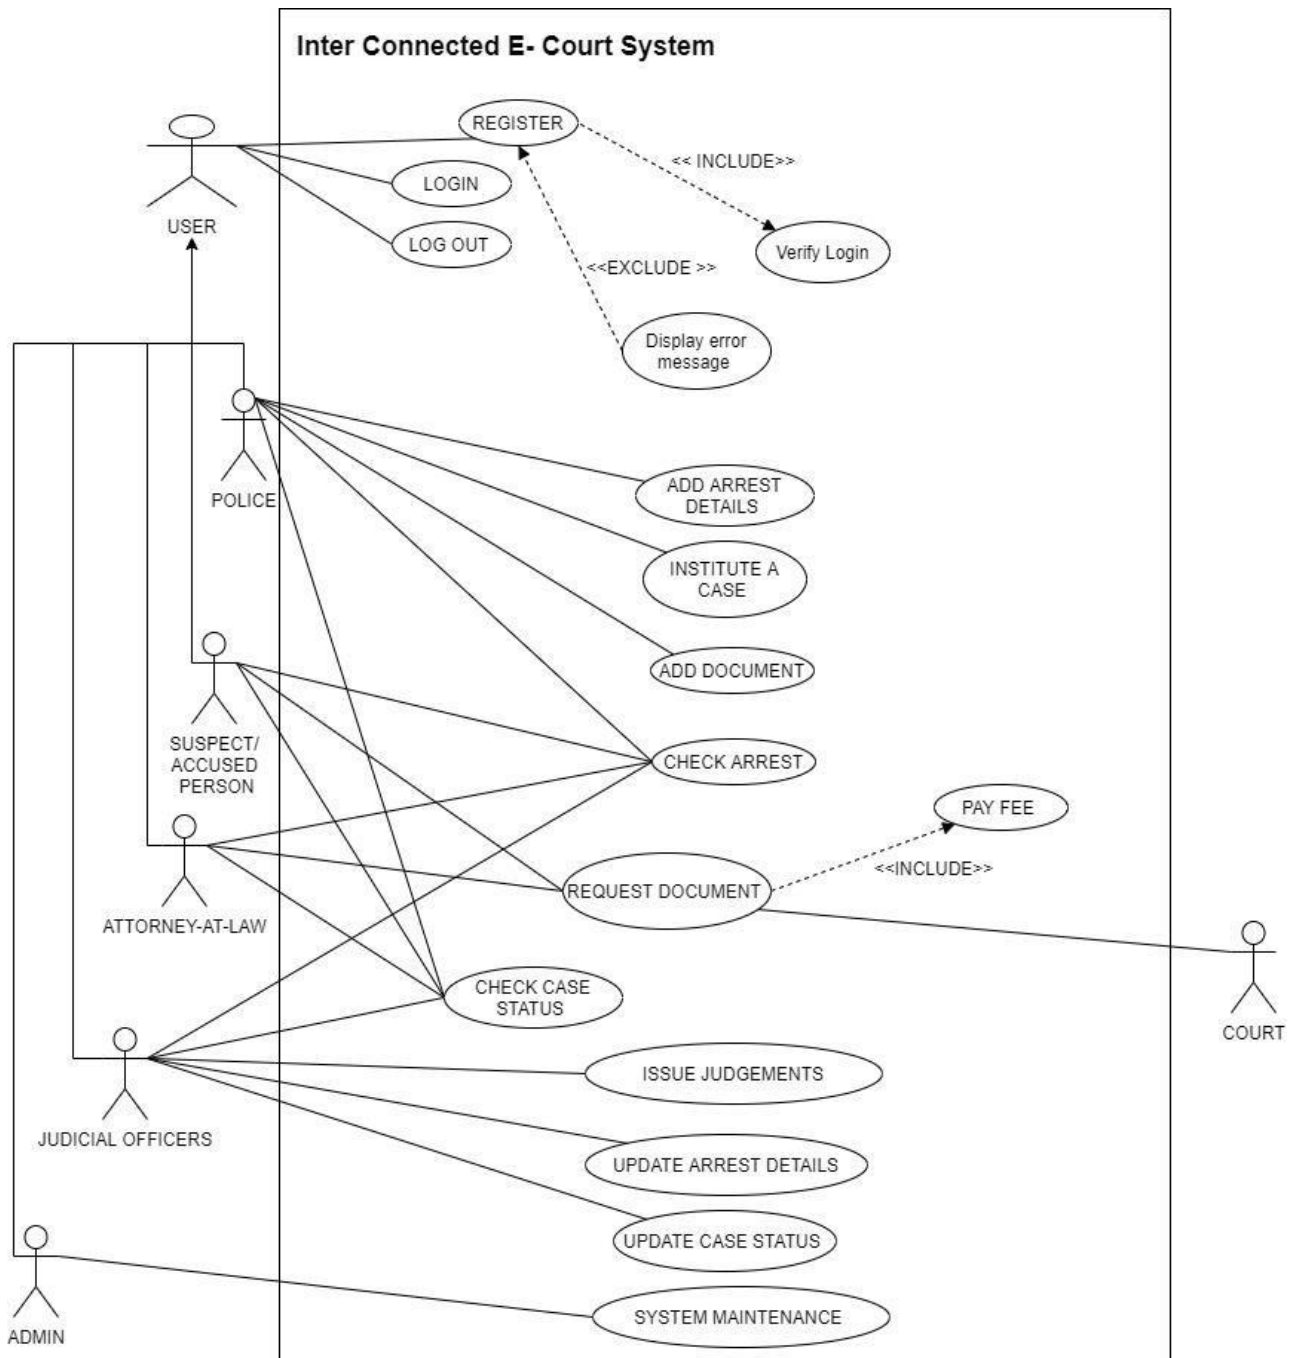 Inter Connected E- Court System
REGISTER
<< INCLUDE>>
LOGIN
USER
LOG OUT
Verify Login
<<EXCLUDE >>
Display error
message
POLICE
ADD ARREST
DETAILS
INSTITUTE A
CASE
ADD DOCUMENT
SUSPECT/
ACCUSED
PERSON
CHECK ARREST
PAY FEE
<<INCLUDE>>
REQUEST DOCUMENT
ATTORNEY-AT-LAW
CHECK CASE
STATUS
COURT
ISSUE JUDGEMENTS
JUDICIAL OFFICERS
UPDATE ARREST DETAILS
UPDATE CASE STATUS
SYSTEM MAINTENANCE
ADMIN